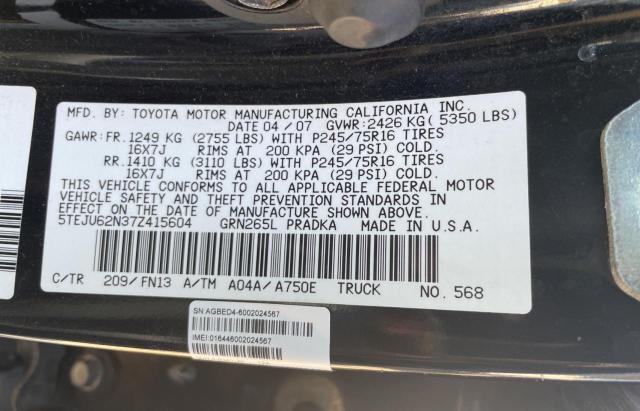 MFD. BY: TOYOTA MOTOR MANUFACTURING CALIFORNIA INC.
DATE 04 / 07 GVWR: 2426 KG ( 5350 LBS)
GAWR: FR. 1249 KG (2755 LBS) WITH P245/75R16 TIRES
16X7J RIMS AT 200 KPA (29 PSI) COLD.
RR. 1410 KG (3110 LBS) WITH P245/75R16 TIRES
16X7J RIMS AT 200 KPA (29 PSI) COLD.
THIS VEHICLE CONFORMS TO ALL APPLICABLE FEDERAL MOTOR
VEHICLE SAFETY AND THEFT PREVENTION STANDARDS IN
EFFECT ON THE DATE OF MANUFACTURE SHOWN ABOVE.
5TEJU62N37Z415604 GRN265L PRADKA MADE IN U.S.A.
C/TR 209/FN13 A/TM A04A/A750E TRUCK NO. 568
SN:AGBED4-6002024567
IMEI:016446002024567